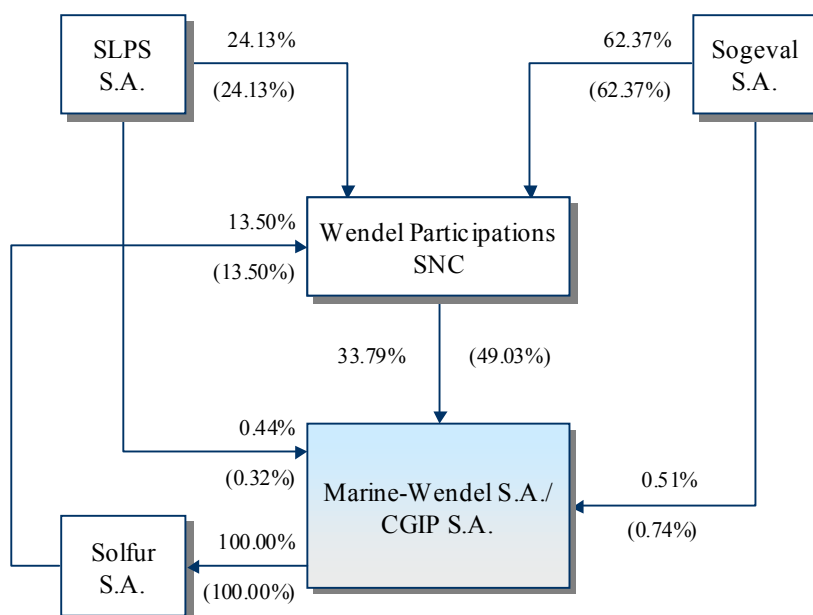 SLPS
S.A.
24.13%
(24.13%)
62.37%
(62.37%)
Sogeval
S.A.
13.50%
(13.50%)
Wendel Participations
SNC
33.79%
(49.03%)
0.44%
(0.32%)
Marine-Wendel S.A./
CGIP S.A.
0.51%
(0.74%)
Solfur
S.A.
100.00%
(100.00%)